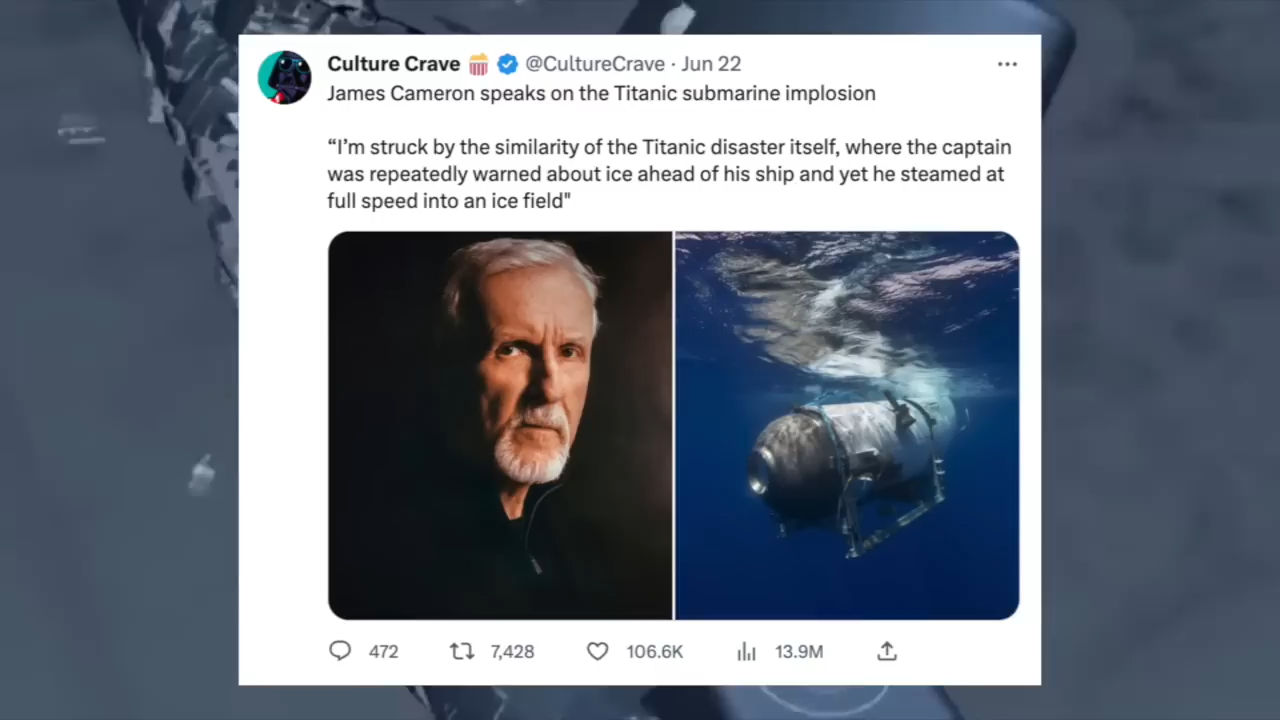 Culture Crave 🍿 @CultureCrave · Jun 22
James Cameron speaks on the Titanic submarine implosion
“I’m struck by the similarity of the Titanic disaster itself, where the captain
was repeatedly warned about ice ahead of his ship and yet he steamed at
full speed into an ice field"
472 7,428 106.6K 13.9M